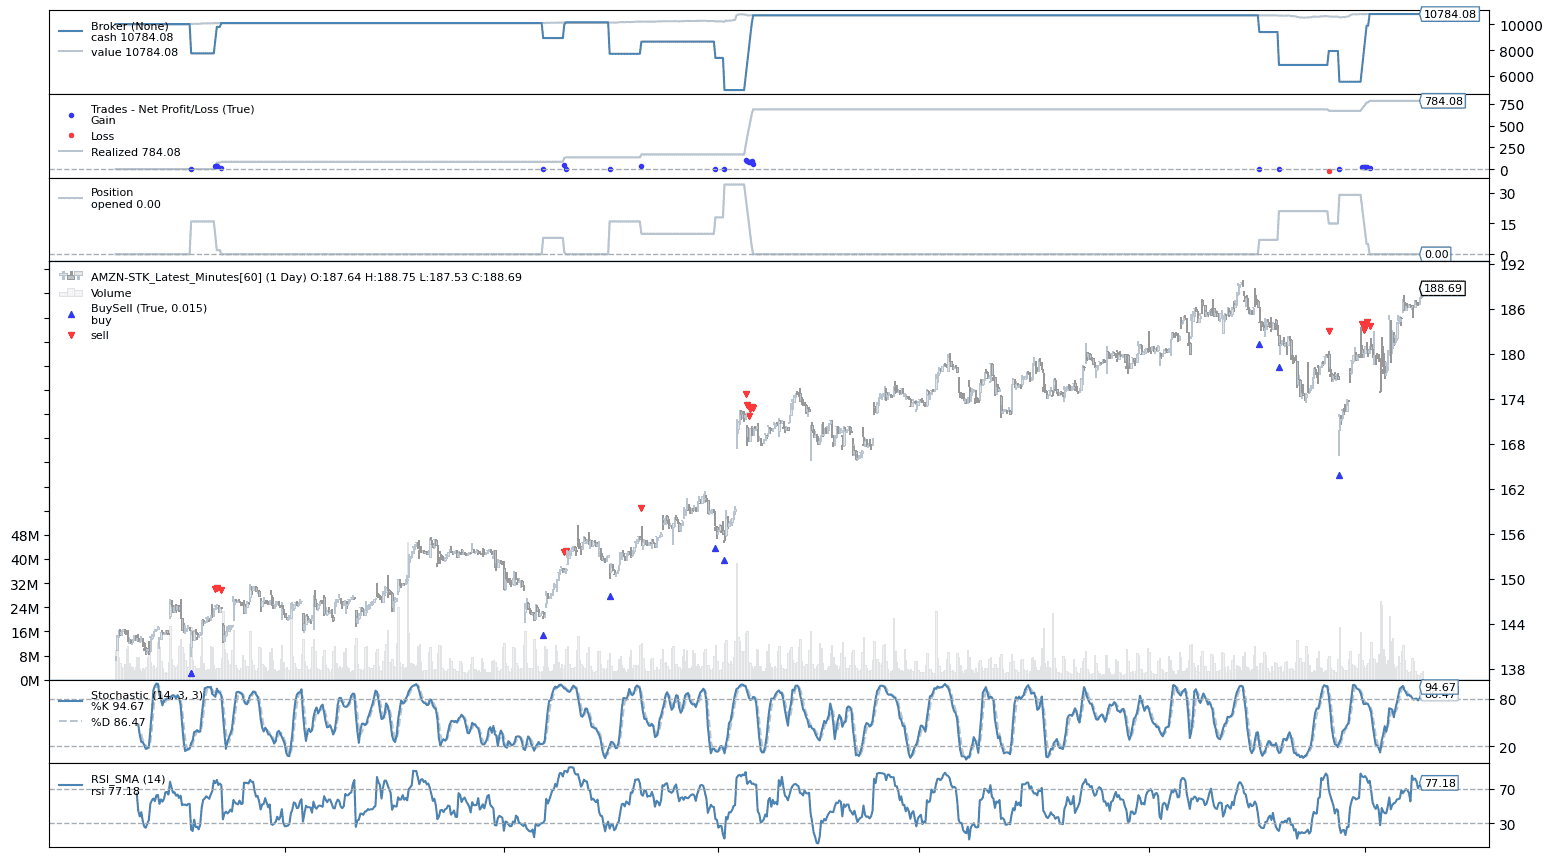 Broker (None)
cash 10784.08
value 10784.08
10784.08
10000
8000
6000
Trades - Net Profit/Loss (True)
Gain
Loss
Realized 784.08
784.08
750
500
250
0
Position
opened 0.00
30
15
0
0.00
AMZN-STK_Latest_Minutes[60] (1 Day) O:187.64 H:188.75 L:187.53 C:188.69
Volume
BuySell (True, 0.015)
buy
sell
192
188.69
186
180
174
168
162
156
150
144
138
48M
40M
32M
24M
16M
8M
0M
Stochastic (14, 3, 3)
%K 94.67
%D 86.47
94.67
86.47
80
20
RSI_SMA (14)
rsi 77.18
77.18
70
30